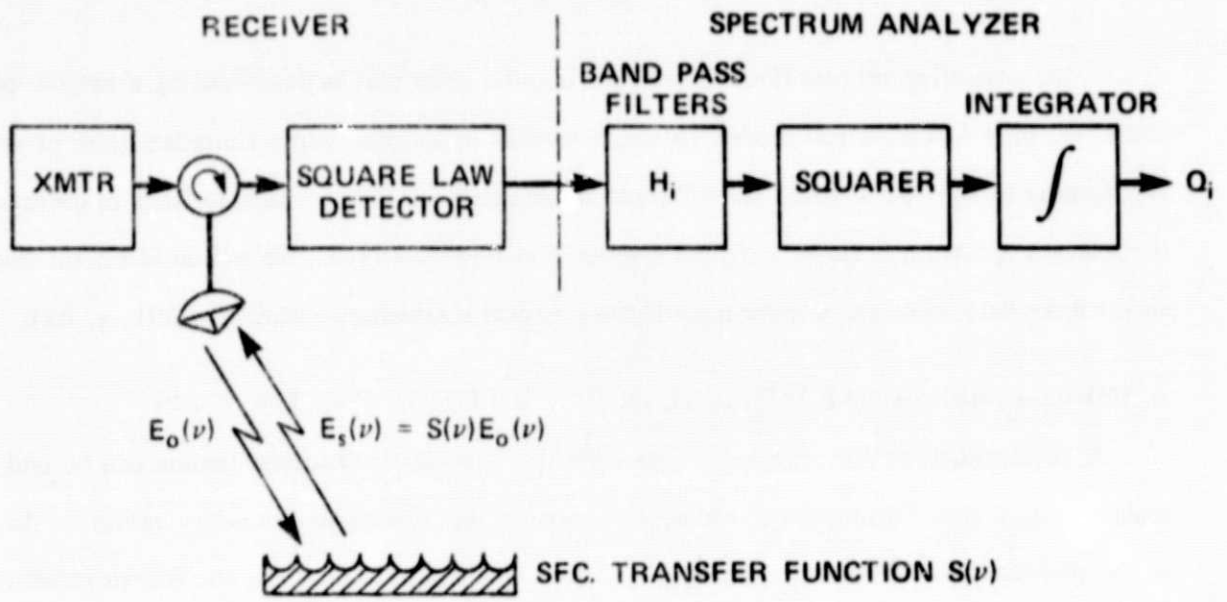 RECEIVER
SPECTRUM ANALYZER
BAND PASS
FILTERS
INTEGRATOR
XMTR
SQUARE LAW
DETECTOR
H_i
SQUARER
∫
Q_i
E_o(ν)
E_s(ν) = S(ν)E_o(ν)
SFC. TRANSFER FUNCTION S(ν)